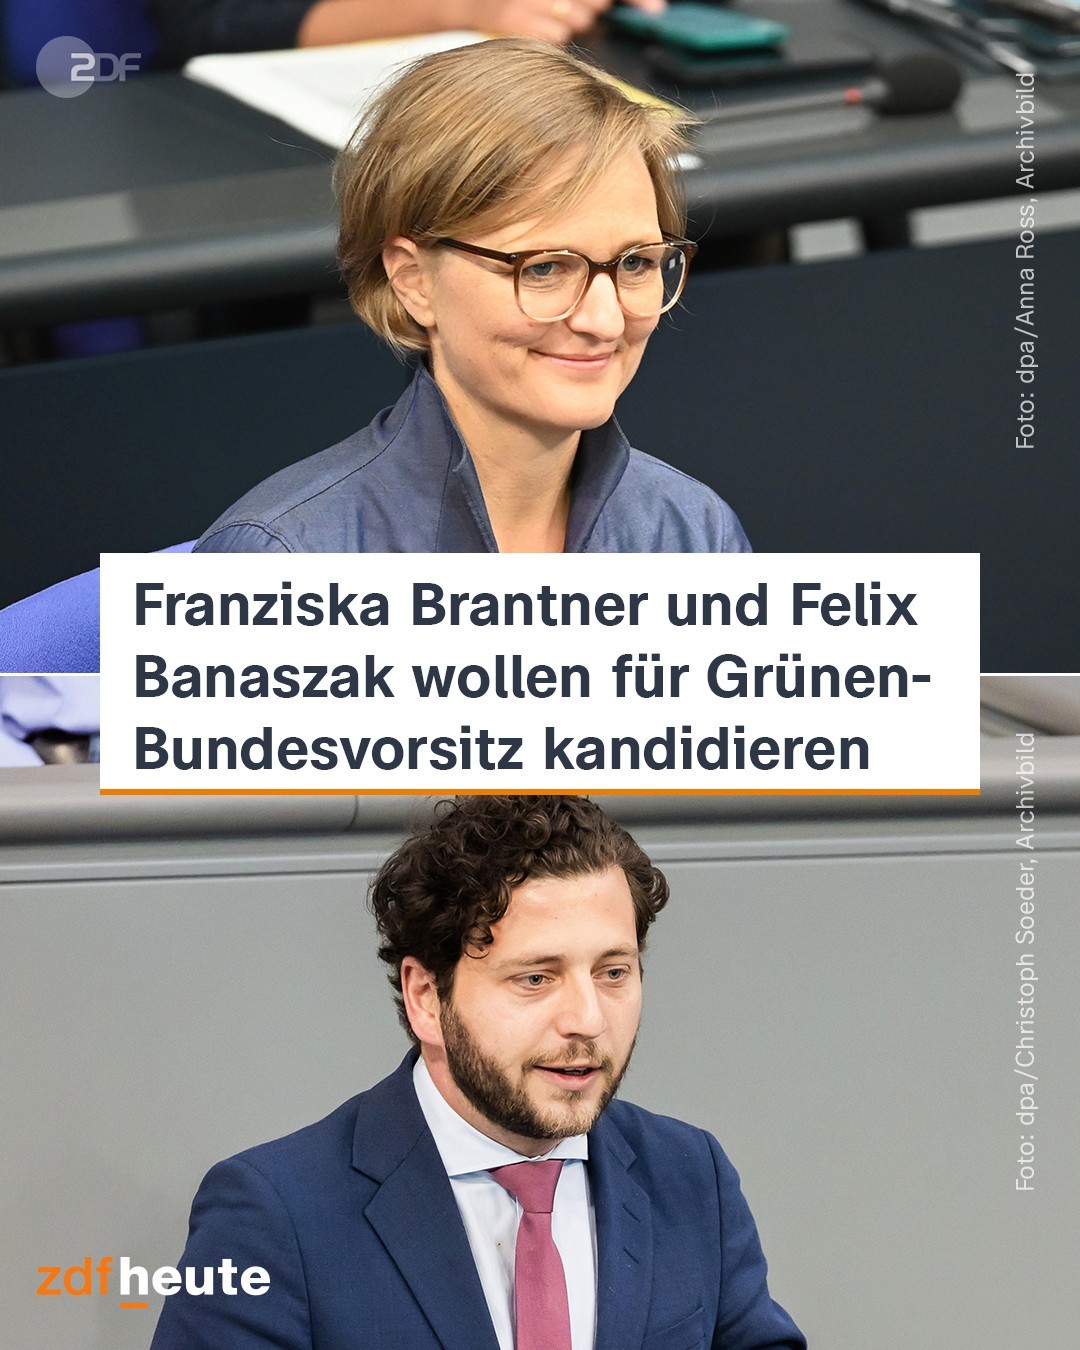 ZDF
Foto: dpa/Anna Ross, Archivbild
Franziska Brantner und Felix
Banaszak wollen für Grünen-
Bundesvorsitz kandidieren
Foto: dpa/Christoph Soeder, Archivbild
zdfheute